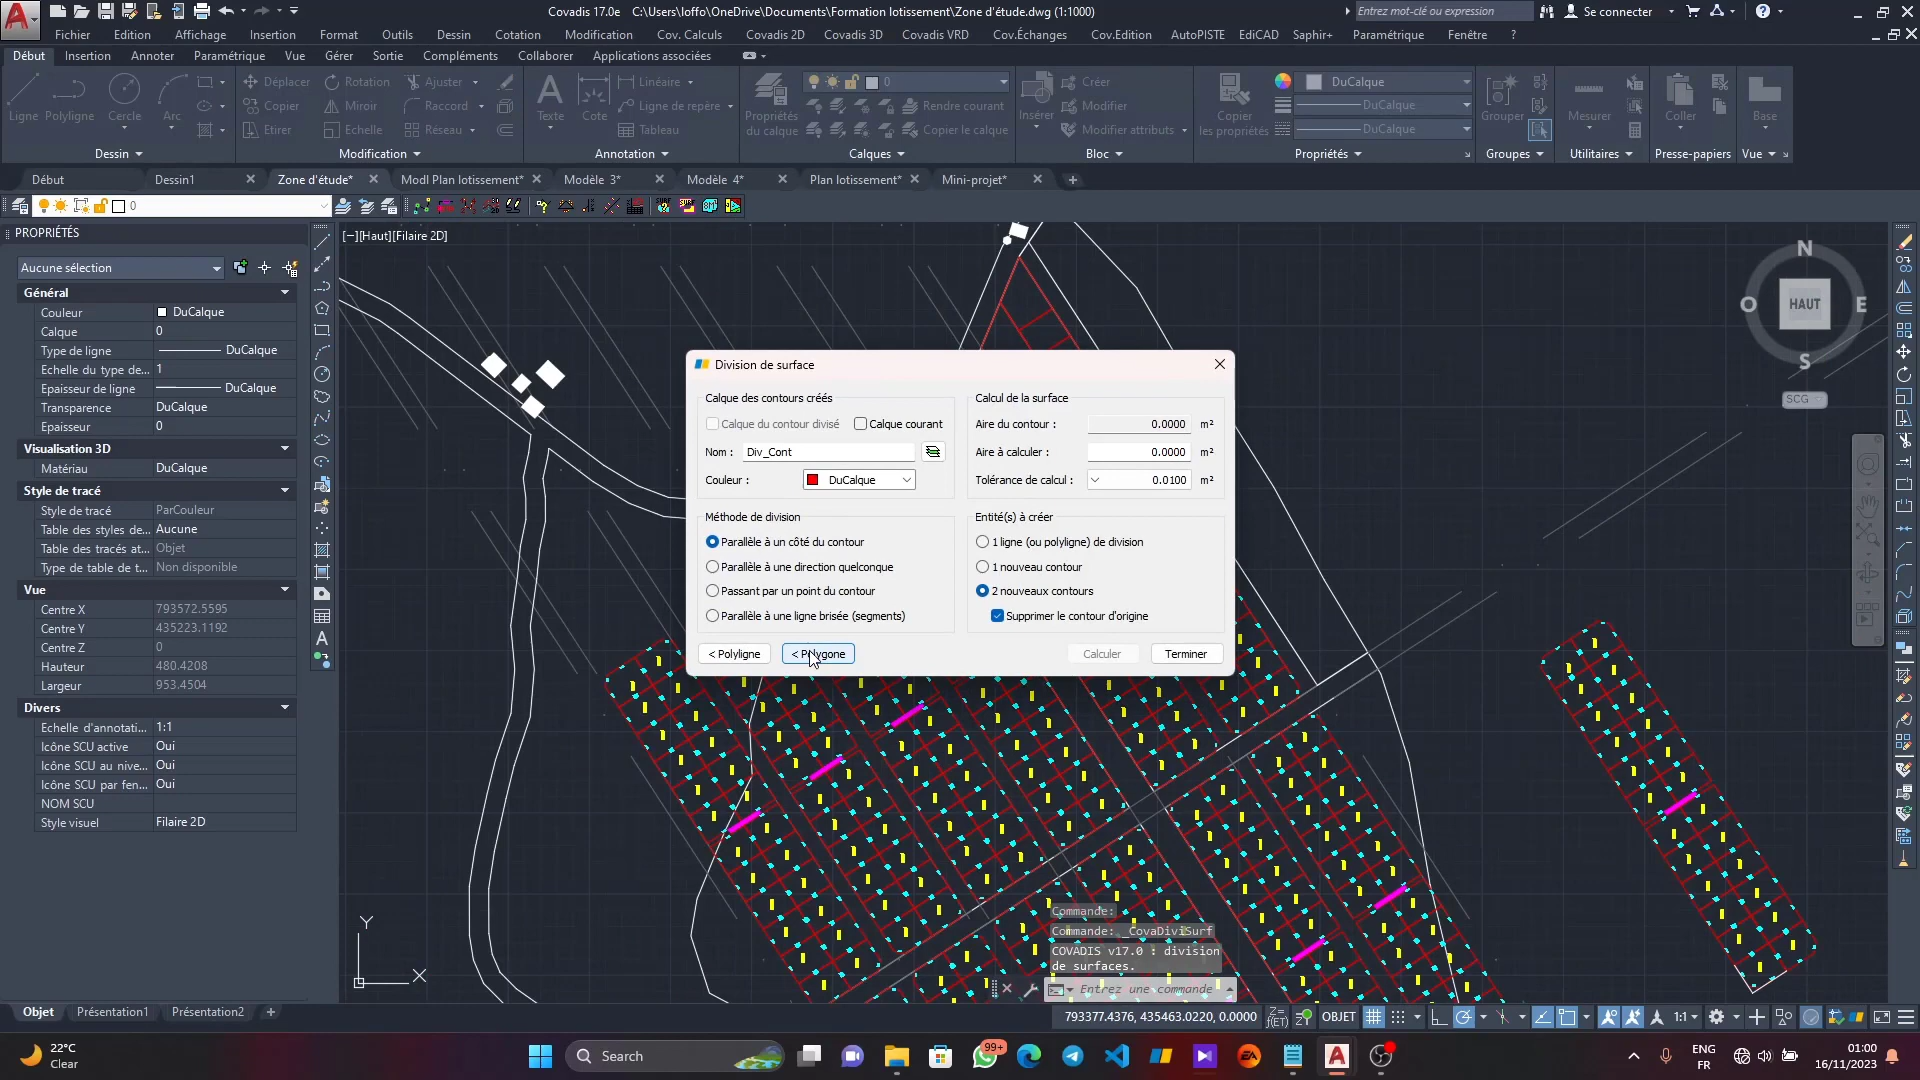 Covadis 17.0e C:\Users\loffo\OneDrive\Documents\Formation lotissement\Zone d'étude.dwg (1:1000)
Entrez mot-clé ou expression
Se connecter
Fichier Edition Affichage Insertion Format Outils Dessin Cotation Modification Cov. Calculs Covadis 2D Covadis 3D Covadis VRD Cov.Échanges Cov.Edition AutoPISTE EdiCAD Saphir+ Paramétrique Fenêtre ?
Début Insertion Annoter Paramétrique Vue Gérer Sortie Compléments Collaborer Applications associées
Ligne Polyligne Cercle Arc
Déplacer Rotation Ajuster
Copier Miroir Raccord
Etirer Echelle Réseau
Texte Cote
Linéaire
Ligne de repère
Tableau
Propriétés du calque
0
Rendre courant
Copier le calque
Insérer
Créer
Modifier
Modifier attributs
Copier les propriétés
DuCalque
DuCalque
DuCalque
Grouper
Mesurer
Coller
Base
Dessin Modification Annotation Calques Bloc Propriétés Groupes Utilitaires Presse-papiers Vue
Début Dessin1 Zone d'étude* Modl Plan lotissement* Modèle 3* Modèle 4* Plan lotissement* Mini-projet*
0
PROPRIÉTÉS
Aucune sélection
Général
Couleur DuCalque
Calque 0
Type de ligne DuCalque
Echelle du type de... 1
Epaisseur de ligne DuCalque
Transparence DuCalque
Epaisseur 0
Visualisation 3D
Matériau DuCalque
Style de tracé
Style de tracé ParCouleur
Table des styles de... Aucune
Table des tracés at... Objet
Type de table de t... Non disponible
Vue
Centre X 793572.5595
Centre Y 435223.1192
Centre Z 0
Hauteur 480.4208
Largeur 953.4504
Divers
Echelle d'annotati... 1:1
Icône SCU active Oui
Icône SCU au nive... Oui
Icône SCU par fen... Oui
NOM SCU
Style visuel Filaire 2D
[−][Haut][Filaire 2D]
N
O HAUT E
S
SCG
Division de surface
Calque des contours créés
Calque du contour divisé Calque courant
Nom : Div_Cont
Couleur : DuCalque
Calcul de la surface
Aire du contour : 0.0000 m²
Aire à calculer : 0.0000 m²
Tolérance de calcul : 0.0100 m²
Méthode de division
Parallèle à un côté du contour
Parallèle à une direction quelconque
Passant par un point du contour
Parallèle à une ligne brisée (segments)
Entité(s) à créer
1 ligne (ou polyligne) de division
1 nouveau contour
2 nouveaux contours
Supprimer le contour d'origine
< Polyligne < Polygone Calculer Terminer
Y
X
Commande:
Commande: _CovaDiviSurf
COVADIS v17.0 : division
de surfaces.
Entrez une commande
Objet Présentation1 Présentation2
793377.4376, 435463.0220, 0.0000
OBJET
1:1
22°C
Clear
Search
99+
ENG
FR
01:00
16/11/2023